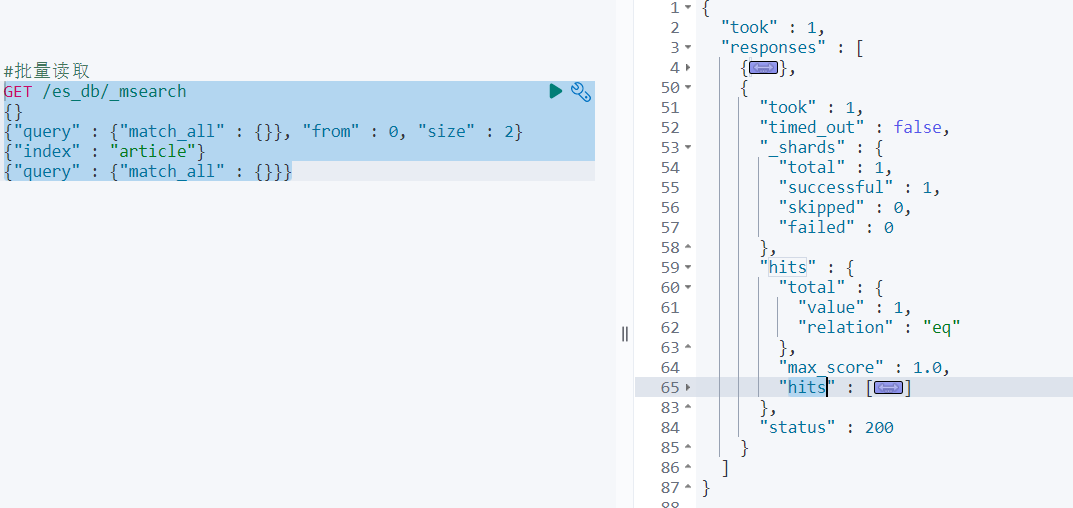 #批量读取
GET /es_db/_msearch
{}
{"query" : {"match_all" : {}}, "from" : 0, "size" : 2}
{"index" : "article"}
{"query" : {"match_all" : {}}}
1 {
2 "took" : 1,
3 "responses" : [
4 {},
50 {
51 "took" : 1,
52 "timed_out" : false,
53 "_shards" : {
54 "total" : 1,
55 "successful" : 1,
56 "skipped" : 0,
57 "failed" : 0
58 },
59 "hits" : {
60 "total" : {
61 "value" : 1,
62 "relation" : "eq"
63 },
64 "max_score" : 1.0,
65 "hits" : []
83 },
84 "status" : 200
85 }
86 ]
87 }
88